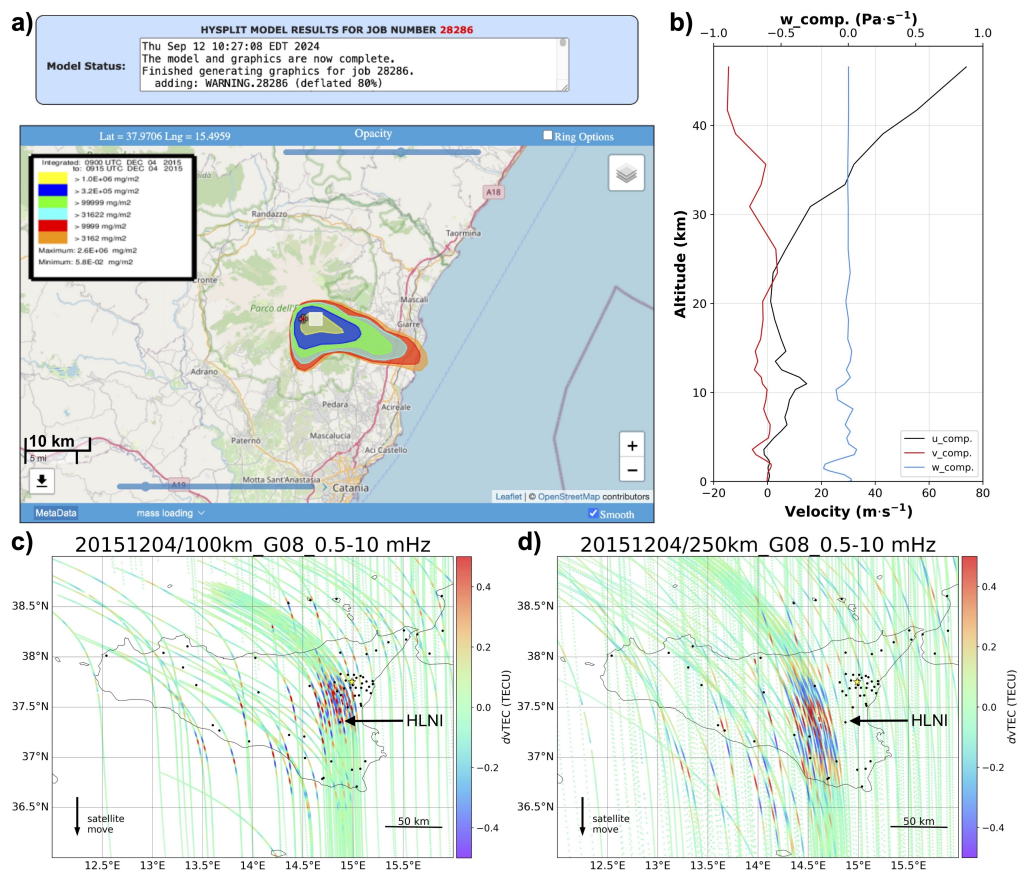 a)
HYSPLIT MODEL RESULTS FOR JOB NUMBER 28286
Model Status:
Thu Sep 12 10:27:08 EDT 2024
The model and graphics are now complete.
Finished generating graphics for job 28286.
adding: WARNING.28286 (deflated 80%)
Lat = 37.9706 Lng = 15.4959
Opacity
Ring Options
Integrated: 0900 UTC DEC 04 2015
to: 0915 UTC DEC 04 2015
> 1.0E+06 mg/m2
> 3.2E+05 mg/m2
> 99999 mg/m2
> 31622 mg/m2
> 9999 mg/m2
> 3162 mg/m2
Maximum: 2.6E+06 mg/m2
Minimum: 5.8E-02 mg/m2
A18
Randazzo
Taormina
Parco dell'E
Mascali
Giarre
Adrano
Pedara
Acireale
Mascalucia
Paternò
Aci Castello
Motta Sant'Anastasia
Catania
A19
10 km
5 mi
+
−
Leaflet | © OpenStreetMap contributors
MetaData
mass loading
Smooth
b)
w_comp. (Pa·s⁻¹)
−1.0 −0.5 0.0 0.5 1.0
Altitude (km)
40
30
20
10
0
u_comp.
v_comp.
w_comp.
−20 0 20 40 60 80
Velocity (m·s⁻¹)
c)
20151204/100km_G08_0.5-10 mHz
38.5°N
38°N
37.5°N
37°N
36.5°N
HLNI
satellite
move
50 km
12.5°E 13°E 13.5°E 14°E 14.5°E 15°E 15.5°E
0.4
0.2
0.0
−0.2
−0.4
dvTEC (TECU)
d)
20151204/250km_G08_0.5-10 mHz
38.5°N
38°N
37.5°N
37°N
36.5°N
HLNI
satellite
move
50 km
12.5°E 13°E 13.5°E 14°E 14.5°E 15°E 15.5°E
0.4
0.2
0.0
−0.2
−0.4
dvTEC (TECU)